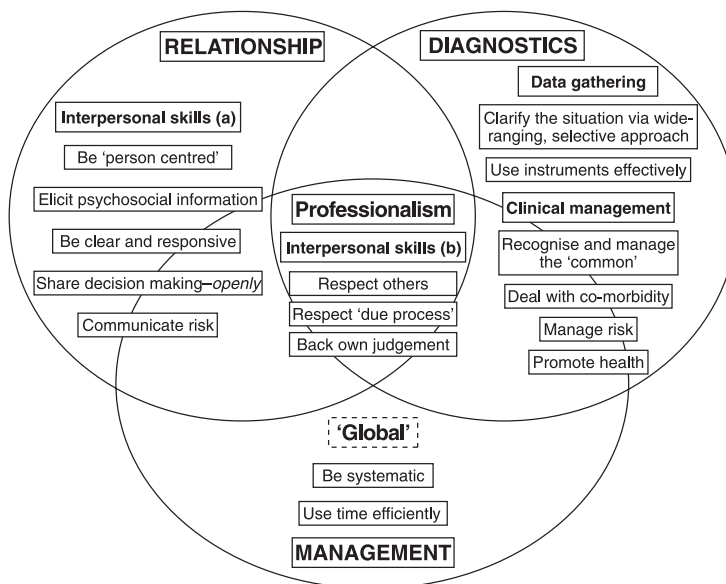 RELATIONSHIP
Interpersonal skills (a)
Be ‘person centred’
Elicit psychosocial information
Be clear and responsive
Share decision making–openly
Communicate risk
DIAGNOSTICS
Data gathering
Clarify the situation via wide-
ranging, selective approach
Use instruments effectively
Clinical management
Recognise and manage
the ‘common’
Deal with co-morbidity
Manage risk
Promote health
Professionalism
Interpersonal skills (b)
Respect others
Respect ‘due process’
Back own judgement
‘Global’
Be systematic
Use time efficiently
MANAGEMENT